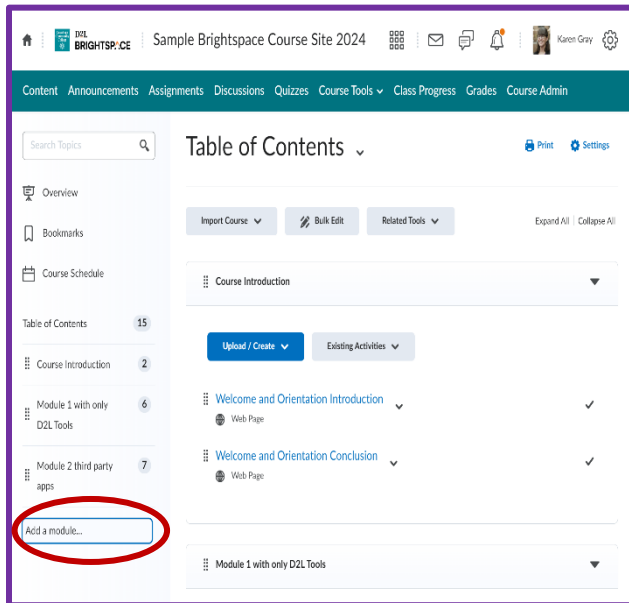 D2L
BRIGHTSPACE
Sample Brightspace Course Site 2024
Karen Gray
Content Announcements Assignments Discussions Quizzes Course Tools Class Progress Grades Course Admin
Search Topics
Table of Contents
Print
Settings
Overview
Bookmarks
Course Schedule
Import Course
Bulk Edit
Related Tools
Expand All | Collapse All
Table of Contents 15
Course Introduction 2
Module 1 with only 6
D2L Tools
Module 2 third party 7
apps
Add a module...
Course Introduction
Upload / Create
Existing Activities
Welcome and Orientation Introduction
Web Page
Welcome and Orientation Conclusion
Web Page
Module 1 with only D2L Tools